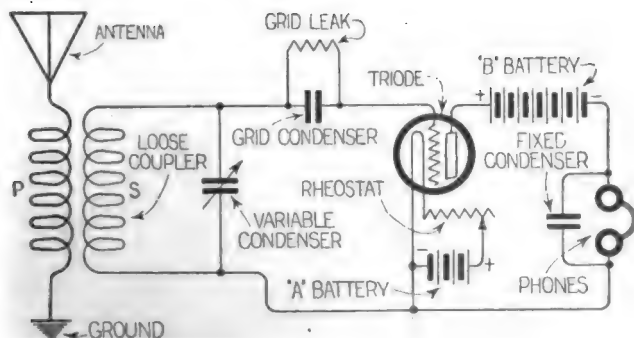 ANTENNA
GRID LEAK
TRIODE
"B" BATTERY
+
-
GRID CONDENSER
FIXED
CONDENSER
LOOSE
COUPLER
P
S
RHEOSTAT
VARIABLE
CONDENSER
-
+
"A" BATTERY
PHONES
GROUND